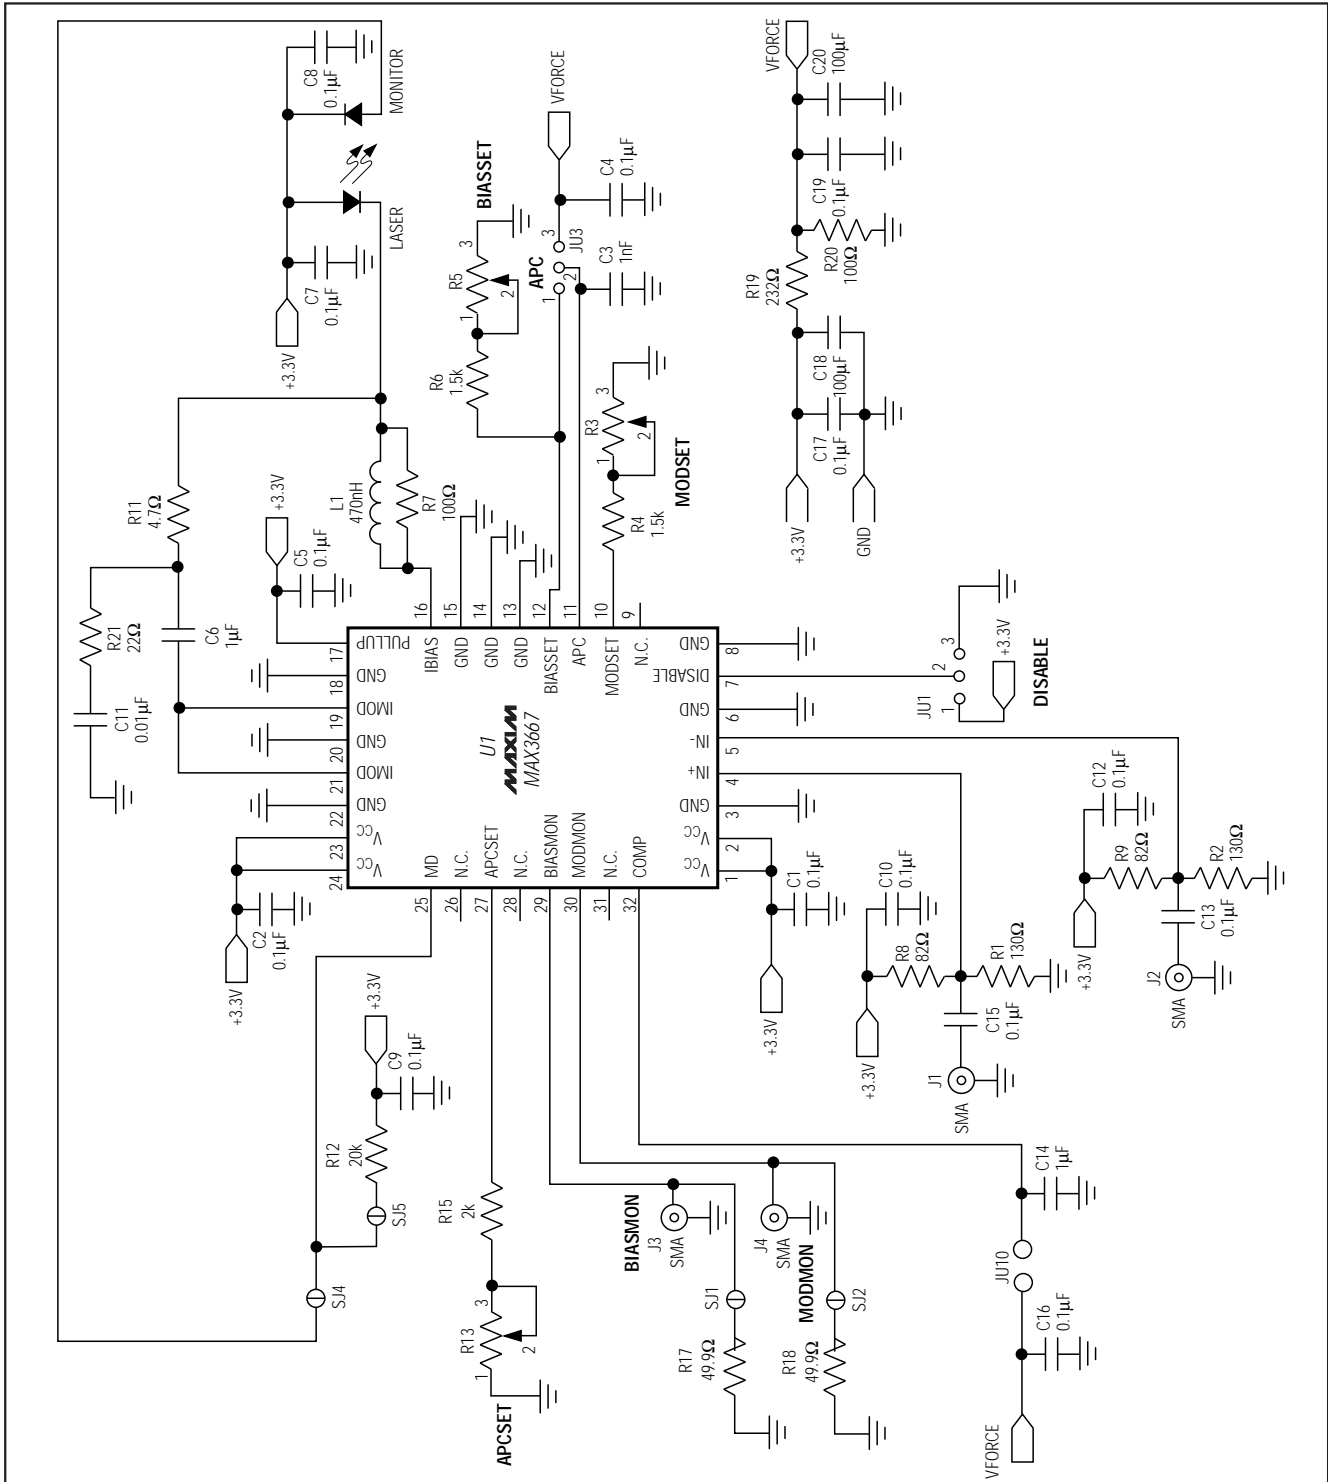 C8
0.1µF
MONITOR
LASER
C7
0.1µF
+3.3V
VFORCE
BIASSET
R5
3
2
1
R6
1.5k
APC
3
JU3
2
1
C4
0.1µF
C3
1nF
R3
3
2
1
MODSET
R4
1.5k
VFORCE
C20
100µF
C19
0.1µF
R20
100Ω
R19
232Ω
C18
100µF
C17
0.1µF
+3.3V
GND
R11
4.7Ω
R21
22Ω
C11
0.01µF
C6
1µF
+3.3V
C5
0.1µF
L1
470nH
R7
100Ω
16
15
14
13
12
11
10
9
IBIAS
GND
GND
GND
BIASSET
APC
MODSET
N.C.
17
18
19
20
21
22
23
24
PULLUP
GND
IMOD
GND
IMOD
GND
VCC
VCC
U1
MAXIM
MAX3667
GND
DISABLE
GND
IN-
IN+
GND
VCC
VCC
8
7
6
5
4
3
2
1
MD
N.C.
APCSET
N.C.
BIASMON
MODMON
N.C.
COMP
25
26
27
28
29
30
31
32
JU1
1
2
3
+3.3V
DISABLE
C2
0.1µF
+3.3V
C1
0.1µF
+3.3V
C10
0.1µF
R8
82Ω
R1
130Ω
+3.3V
C15
0.1µF
J1
SMA
C12
0.1µF
R9
82Ω
R2
130Ω
+3.3V
C13
0.1µF
J2
SMA
+3.3V
C9
0.1µF
R12
20k
SJ5
SJ4
R15
2k
R13
3
2
1
APCSET
BIASMON
J3
SMA
SJ1
R17
49.9Ω
J4
SMA
MODMON
SJ2
R18
49.9Ω
C14
1µF
JU10
C16
0.1µF
VFORCE